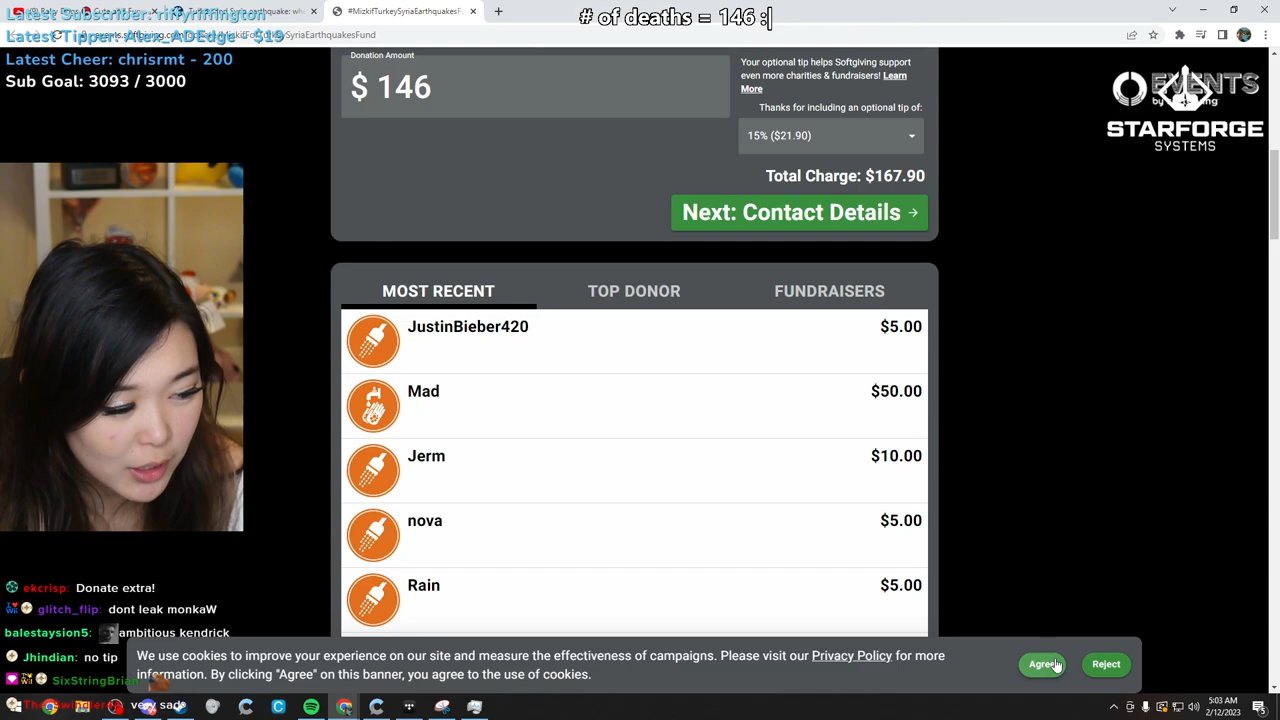 Latest Subscriber: riffyriffington
Latest Tipper: Alex_ADEdge - $19
Latest Cheer: chrisrmt - 200
Sub Goal: 3093 / 3000
#MizkifTurkeySyriaEarthquakesF
# of deaths = 146 :|
Donation Amount
$ 146
Your optional tip helps Softgiving support
even more charities & fundraisers! Learn
More
Thanks for including an optional tip of:
15% ($21.90)
Total Charge: $167.90
Next: Contact Details
EVENTS
STARFORGE
SYSTEMS
MOST RECENT
TOP DONOR
FUNDRAISERS
JustinBieber420
$5.00
Mad
$50.00
Jerm
$10.00
nova
$5.00
Rain
$5.00
ekcrisp: Donate extra!
glitch_flip: dont leak monkaW
balestaysion5: ambitious kendrick
Jhindian: no tip
SixStringBrian
very sad
We use cookies to improve your experience on our site and measure the effectiveness of campaigns. Please visit our Privacy Policy for more
information. By clicking "Agree" on this banner, you agree to the use of cookies.
Agree
Reject
5:03 AM
2/12/2023